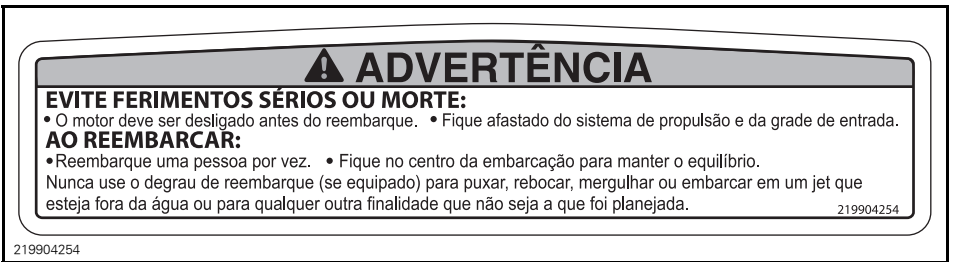 ADVERTÊNCIA
EVITE FERIMENTOS SÉRIOS OU MORTE:
• O motor deve ser desligado antes do reembarque. • Fique afastado do sistema de propulsão e da grade de entrada.
AO REEMBARCAR:
• Reembarque uma pessoa por vez. • Fique no centro da embarcação para manter o equilíbrio.
Nunca use o degrau de reembarque (se equipado) para puxar, rebocar, mergulhar ou embarcar em um jet que
esteja fora da água ou para qualquer outra finalidade que não seja a que foi planejada.
219904254
219904254